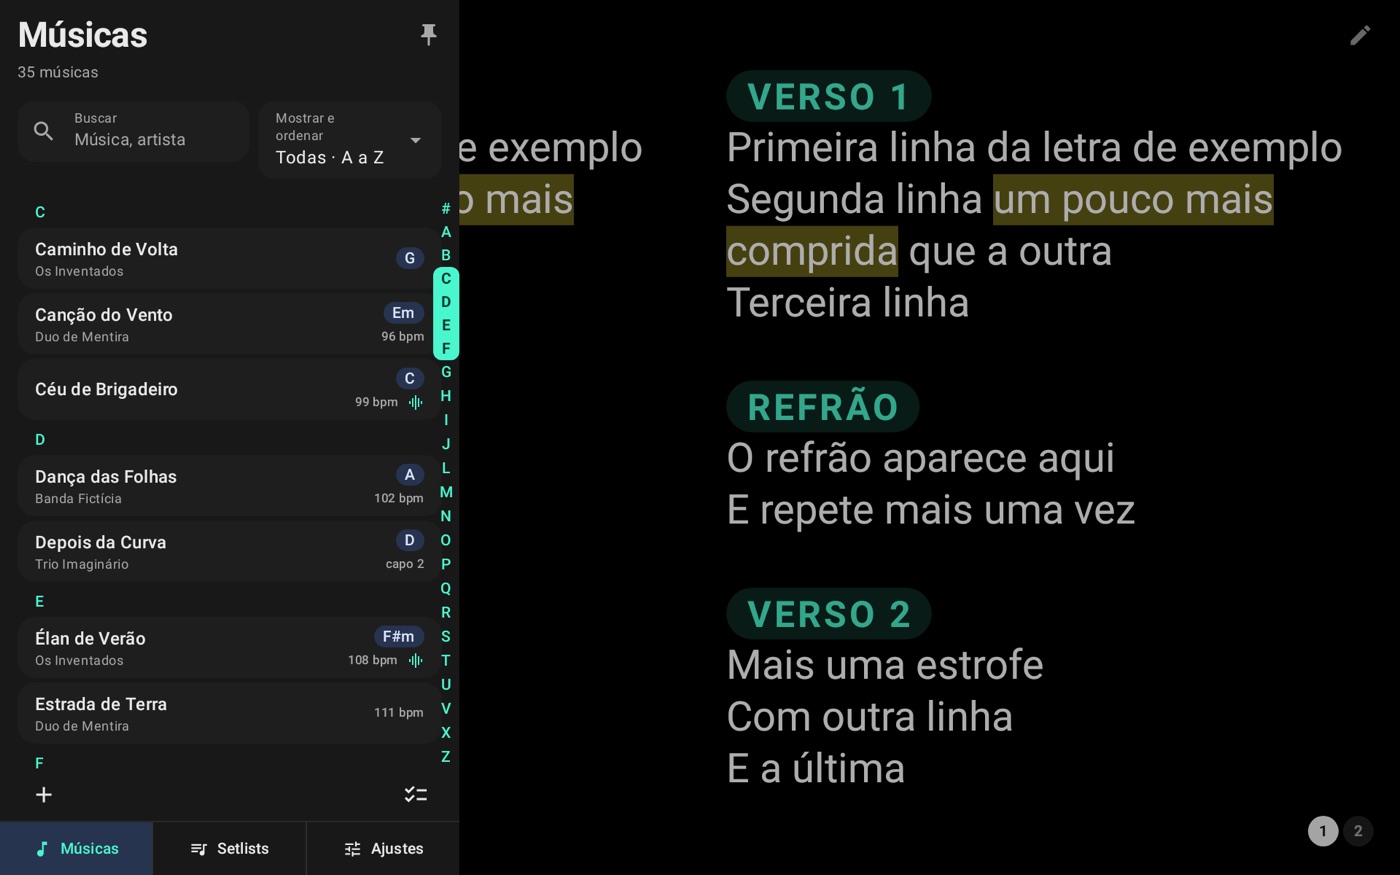 Músicas
35 músicas
Buscar
Música, artista
Mostrar e
ordenar
Todas · A a Z
C
Caminho de Volta
Os Inventados
G
Canção do Vento
Duo de Mentira
Em
96 bpm
Céu de Brigadeiro
C
99 bpm
D
Dança das Folhas
Banda Fictícia
A
102 bpm
Depois da Curva
Trio Imaginário
D
capo 2
E
Élan de Verão
Os Inventados
F#m
108 bpm
Estrada de Terra
Duo de Mentira
111 bpm
F
#
A
B
C
D
E
F
G
H
I
J
L
M
N
O
P
Q
R
S
T
U
V
X
Z
Músicas
Setlists
Ajustes
e exemplo
o mais
VERSO 1
Primeira linha da letra de exemplo
Segunda linha um pouco mais
comprida que a outra
Terceira linha
REFRÃO
O refrão aparece aqui
E repete mais uma vez
VERSO 2
Mais uma estrofe
Com outra linha
E a última
1
2